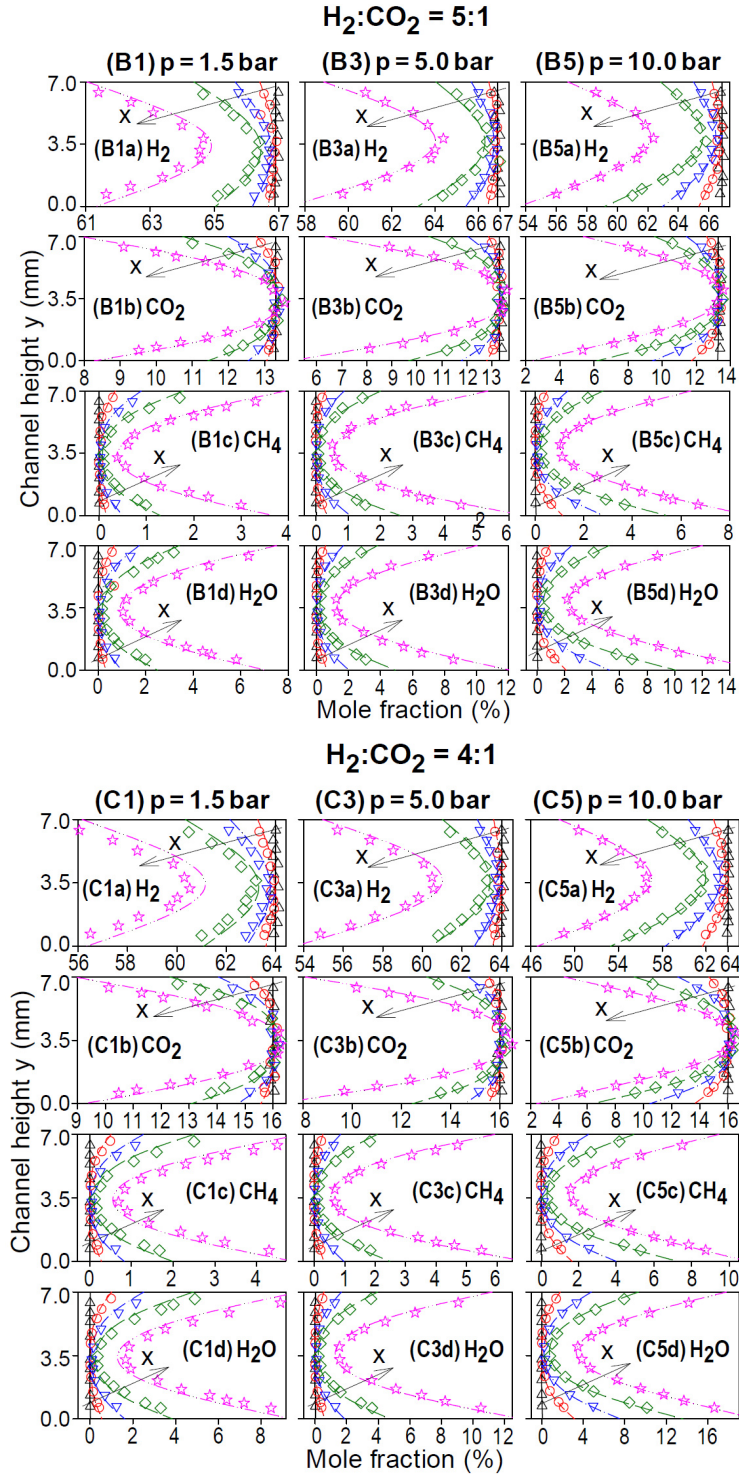 H2:CO2 = 5:1
(B1) p = 1.5 bar (B3) p = 5.0 bar (B5) p = 10.0 bar
7.0
X X X
3.5 (B1a) H2 (B3a) H2 (B5a) H2
0.0
61 63 65 67 58 60 62 64 66 67 54 57 60 63 66
7.0
X X X
3.5 (B1b) CO2 (B3b) CO2 (B5b) CO2
0.0
8 9 10 11 12 13 6 7 8 9 10 11 12 13 2 4 6 8 10 12 14
7.0
(B1c) CH4 (B3c) CH4 (B5c) CH4
3.5 X X X
0.0
0 1 2 3 4 0 1 2 3 4 2 5 6 0 2 4 6 8
7.0
(B1d) H2O (B3d) H2O (B5d) H2O
3.5 X X X
0.0
0 2 4 6 8 0 2 4 6 8 10 12 0 2 4 6 8 10 12 14
Channel height y (mm)
Mole fraction (%)
H2:CO2 = 4:1
(C1) p = 1.5 bar (C3) p = 5.0 bar (C5) p = 10.0 bar
7.0
X X X
3.5 (C1a) H2 (C3a) H2 (C5a) H2
0.0
56 58 60 62 64 54 56 58 60 62 64 46 50 54 58 62 64
7.0
X X X
3.5 (C1b) CO2 (C3b) CO2 (C5b) CO2
0.0
9 10 11 12 13 14 15 16 8 10 12 14 16 2 4 6 8 10 12 14 16
7.0
3.5 X (C1c) CH4 X (C3c) CH4 X (C5c) CH4
0.0
0 2 4 0 1 2 3 4 5 6 0 2 4 6 8 10
7.0
3.5 X (C1d) H2O X (C3d) H2O X (C5d) H2O
0.0
0 2 4 6 8 0 2 4 6 8 10 12 0 4 8 12 16
Channel height y (mm)
Mole fraction (%)